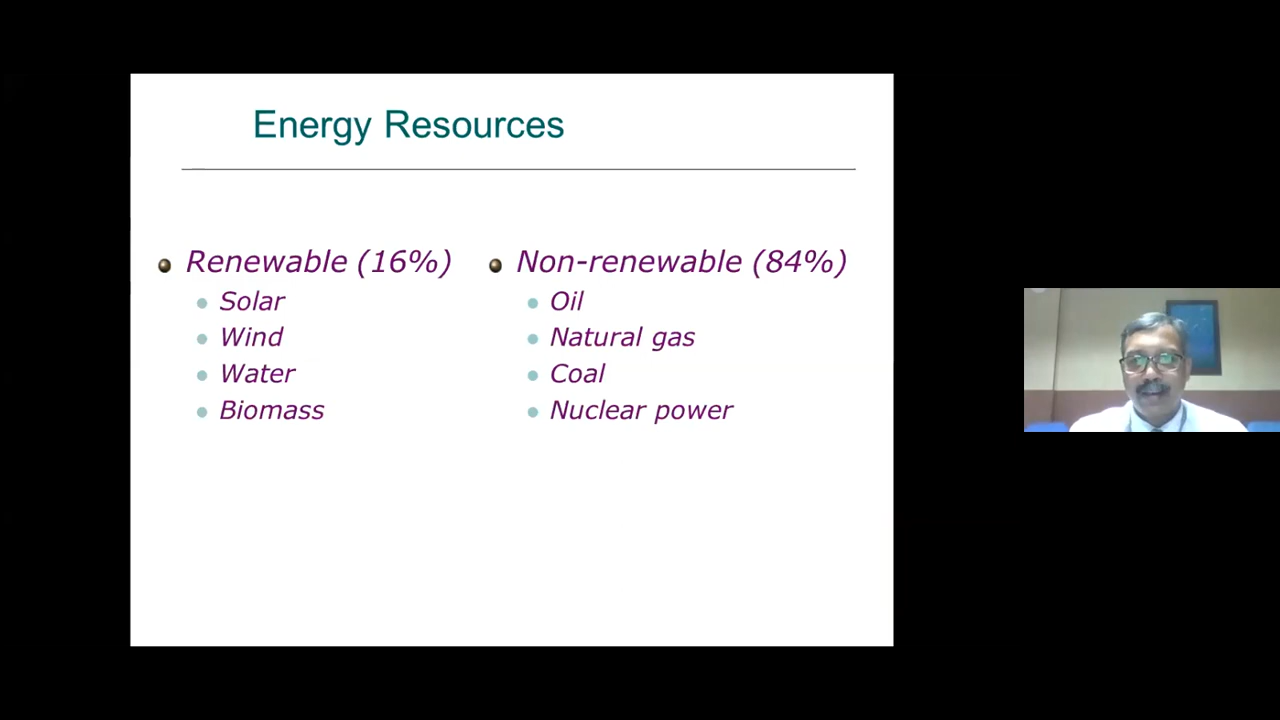 Energy Resources
Renewable (16%)
Solar
Wind
Water
Biomass
Non-renewable (84%)
Oil
Natural gas
Coal
Nuclear power